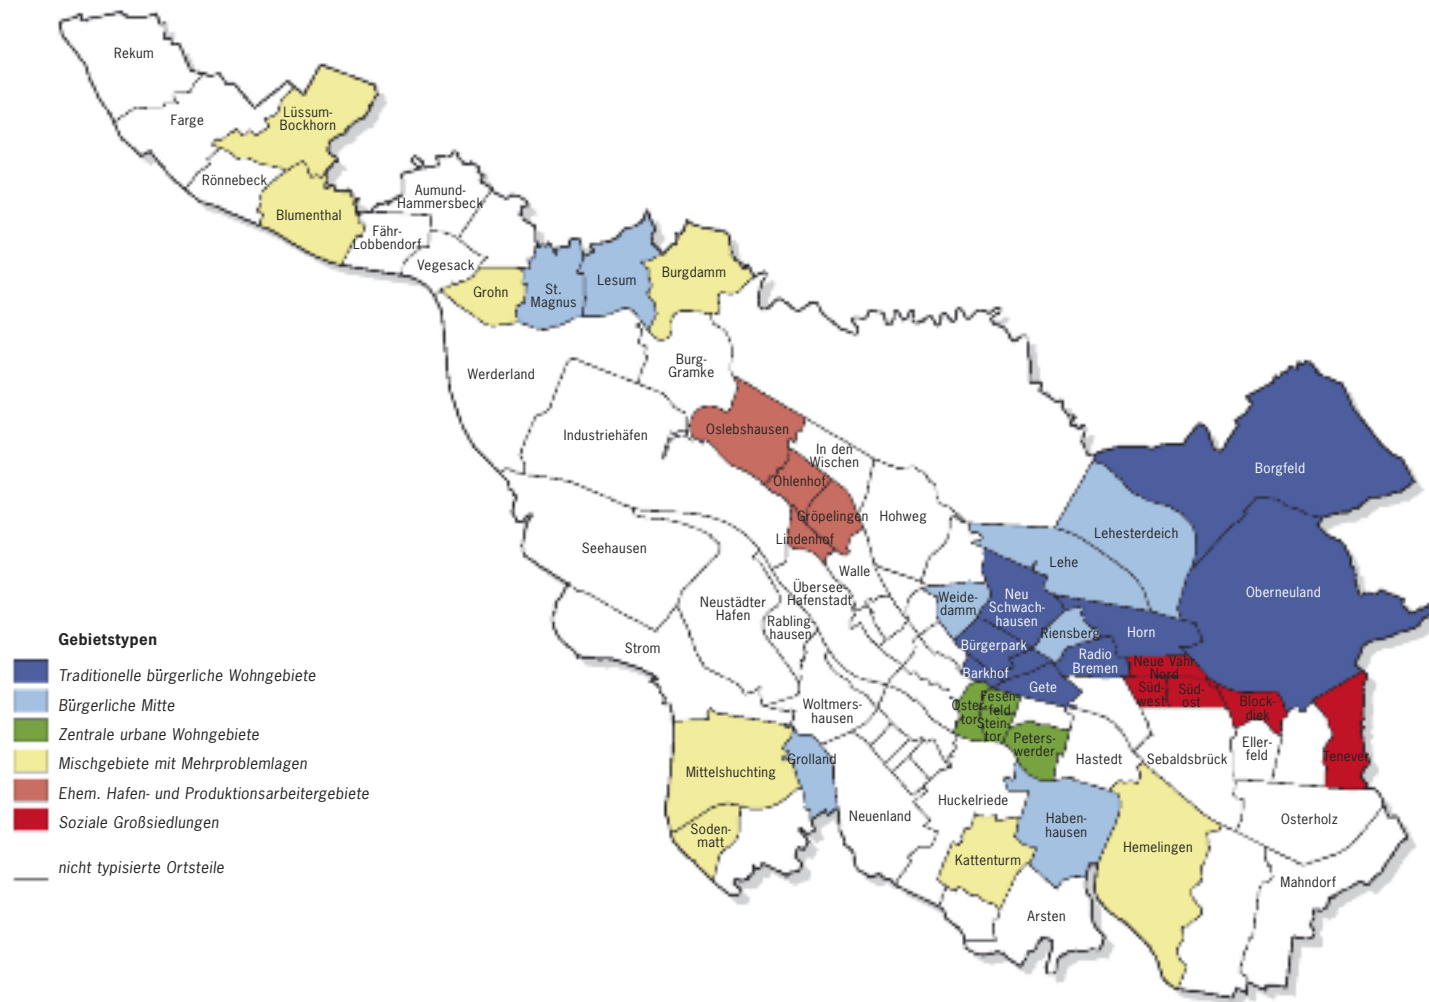 Rekum
Farge
Lüssum-
Bockhorn
Rönnebeck
Blumenthal
Aumund-
Hammersbeck
Fähr-
Lobbendorf
Vegesack
Grohn
St.
Magnus
Lesum
Burgdamm
Werderland
Burg-
Gramke
Industriehäfen
Oslebshausen
In den
Wischen
Ohlenhof
Gröpelingen
Lindenhof
Hohweg
Borgfeld
Lehesterdeich
Lehe
Seehausen
Walle
Übersee-
Hafenstadt
Neustädter
Hafen
Rabling-
hausen
Weide-
damm
Neu
Schwach-
hausen
Oberneuland
Riensberg
Horn
Bürgerpark
Radio
Bremen
Barkhof
Gete
Neue Vahr
Nord
Süd-
west
Süd-
ost
Block-
diek
Strom
Woltmers-
hausen
Oster-
tor
Fesen-
feld
Stein-
tor
Peters-
werder
Hastedt
Sebaldsbrück
Eller-
feld
Tenever
Mittelshuchting
Grolland
Soden-
matt
Neuenland
Huckelriede
Haben-
hausen
Kattenturm
Arsten
Hemelingen
Osterholz
Mahndorf
Gebietstypen
Traditionelle bürgerliche Wohngebiete
Bürgerliche Mitte
Zentrale urbane Wohngebiete
Mischgebiete mit Mehrproblemlagen
Ehem. Hafen- und Produktionsarbeitergebiete
Soziale Großsiedlungen
nicht typisierte Ortsteile